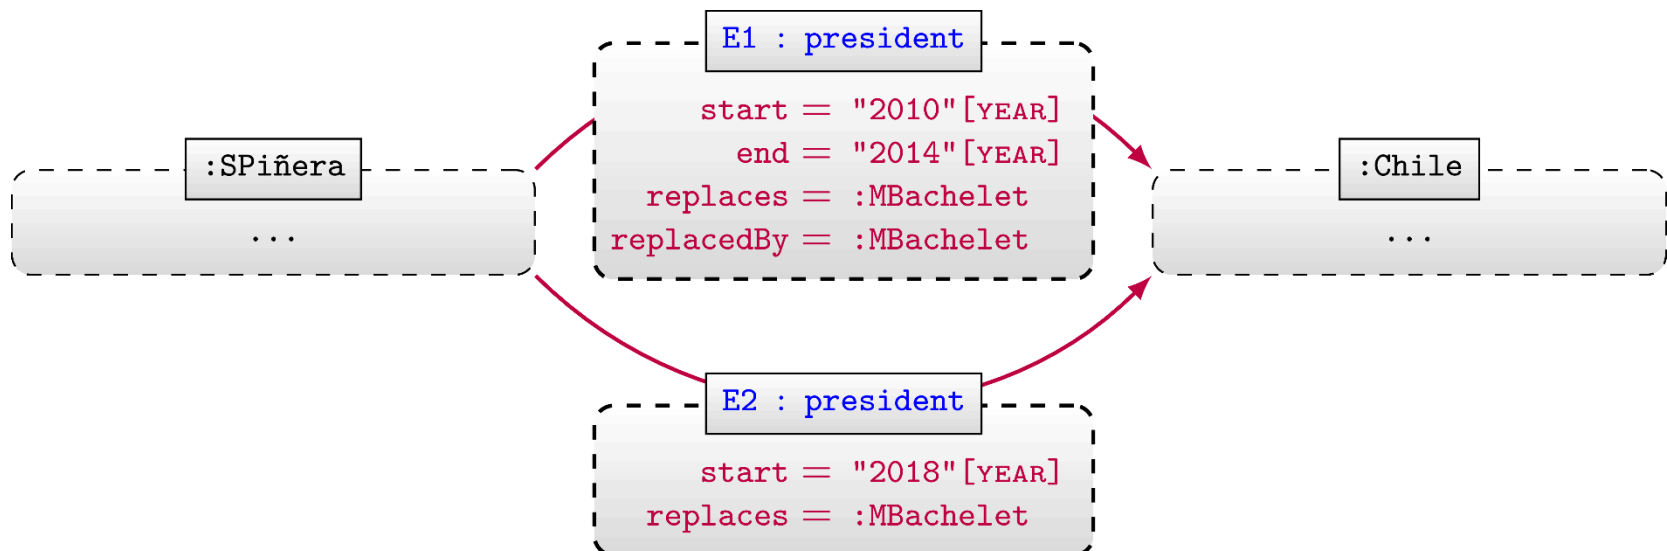 E1 : president
start = "2010"[YEAR]
end = "2014"[YEAR]
replaces = :MBachelet
replacedBy = :MBachelet
:SPiñera
...
:Chile
...
E2 : president
start = "2018"[YEAR]
replaces = :MBachelet